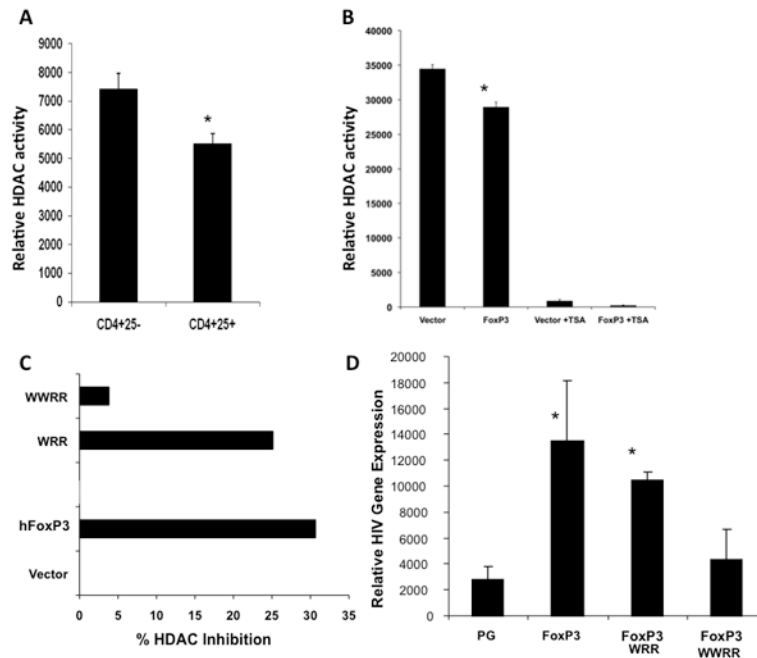 A
Relative HDAC activity
9000
8000
7000
6000
5000
4000
3000
2000
1000
0
*
CD4+25-
CD4+25+
B
Relative HDAC activity
40000
35000
30000
25000
20000
15000
10000
5000
0
*
Vector
FoxP3
Vector +TSA
FoxP3 +TSA
C
WWRR
WRR
hFoxP3
Vector
0
5
10
15
20
25
30
35
% HDAC Inhibition
D
Relative HIV Gene Expression
20000
18000
16000
14000
12000
10000
8000
6000
4000
2000
0
*
*
PG
FoxP3
FoxP3
WRR
FoxP3
WWRR